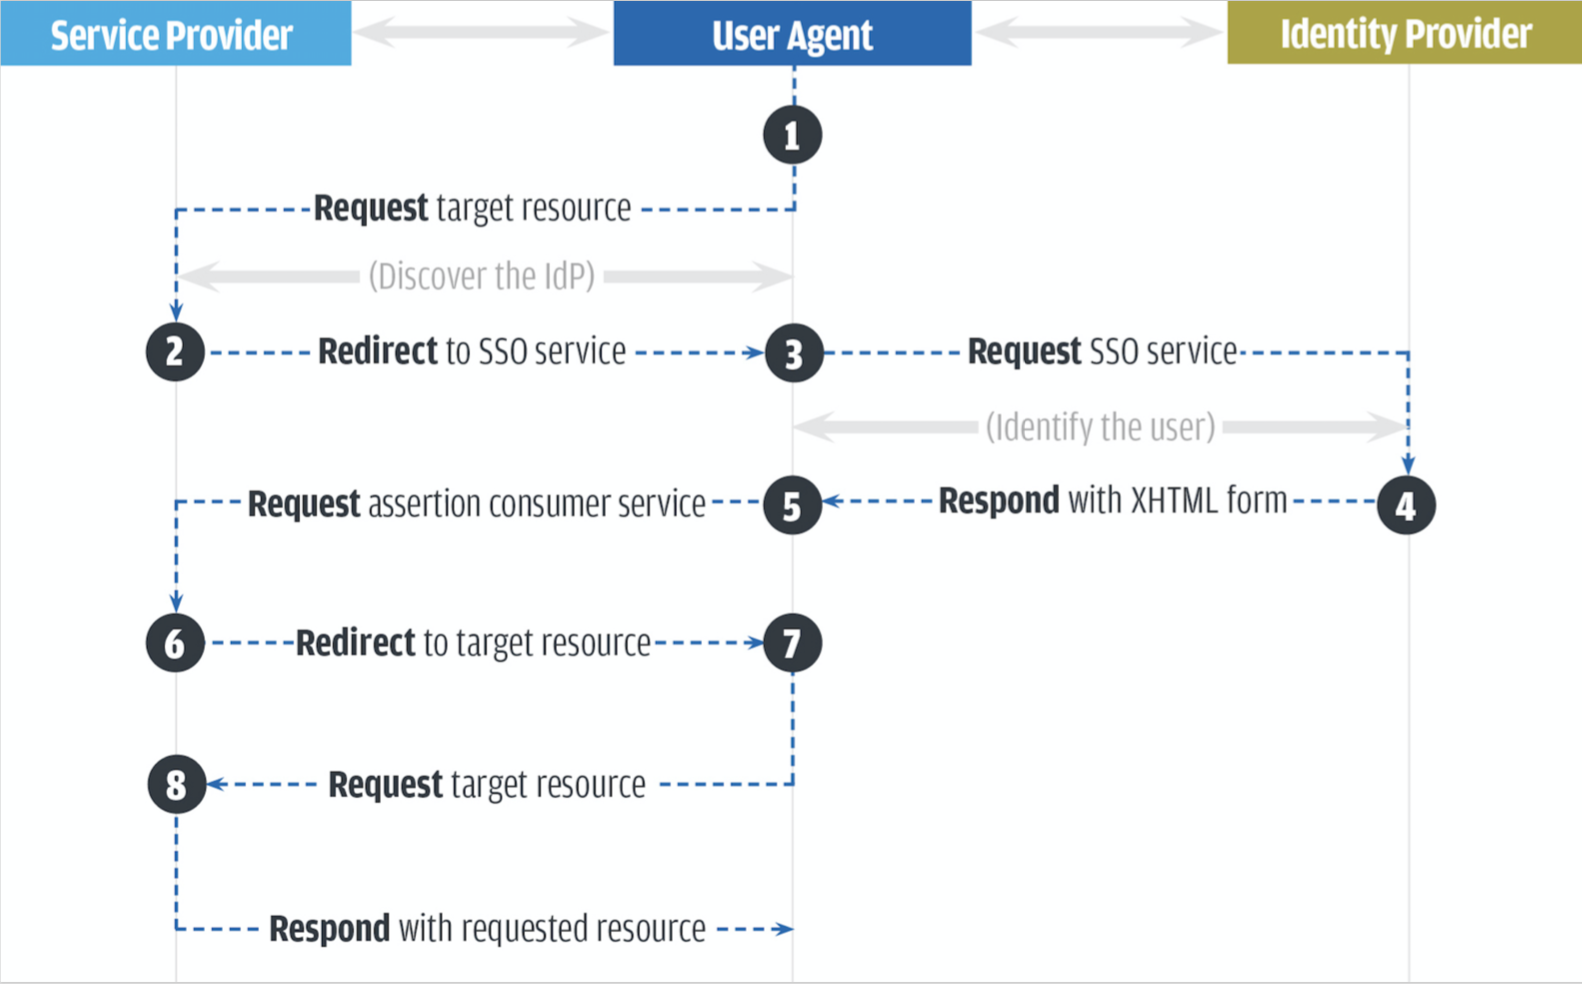 Service Provider
User Agent
Identity Provider
1
Request target resource
(Discover the IdP)
2
Redirect to SSO service
3
Request SSO service
(Identify the user)
Request assertion consumer service
5
Respond with XHTML form
4
6
Redirect to target resource
7
8
Request target resource
Respond with requested resource